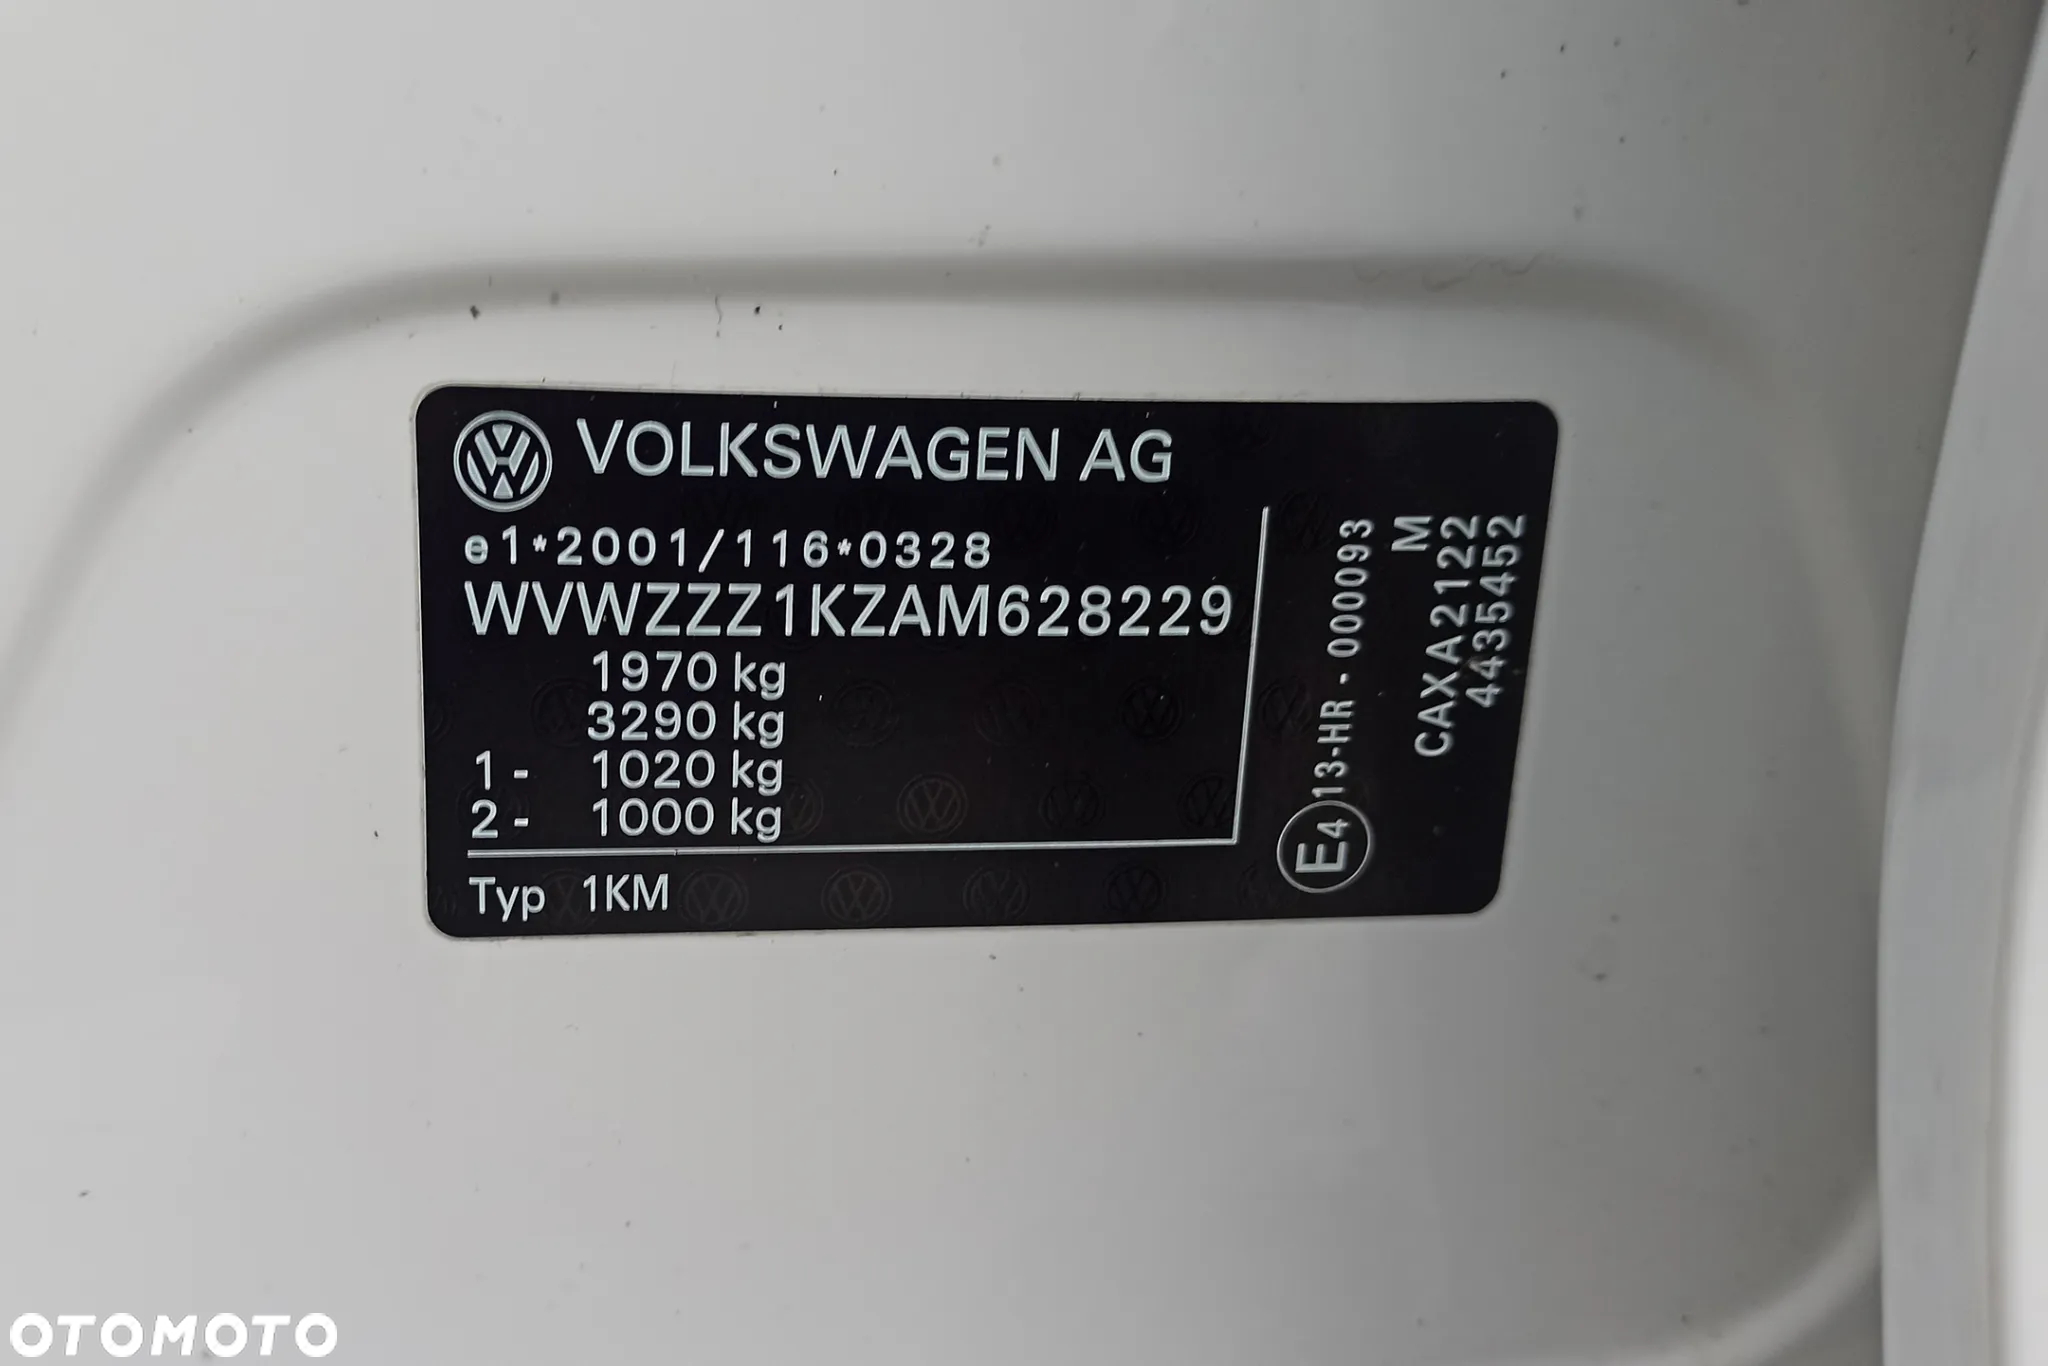 VOLKSWAGEN AG
e1*2001/116*0328
WVWZZZ1KZAM628229
1970 kg
3290 kg
1- 1020 kg
2- 1000 kg
Typ 1KM
E4 13-HR - 000093
M
CAXA2122
4435452
OTOMOTO